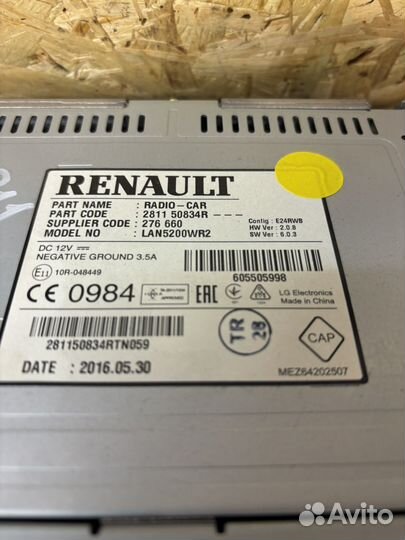 RENAULT
PART NAME : RADIO-CAR
PART CODE : 2811 50834R - - -
SUPPLIER CODE : 276 660
MODEL NO : LAN5200WR2
Contig : E24RWB
HW Ver : 2.0.8
SW Ver : 6.0.3
DC 12V
NEGATIVE GROUND 3.5A
E11 10R-048449
605505998
CE 0984
EAC
LG Electronics
Made in China
281150834RTN059
TR
28
CAP
DATE : 2016.05.30
MEZ64202507
Avito